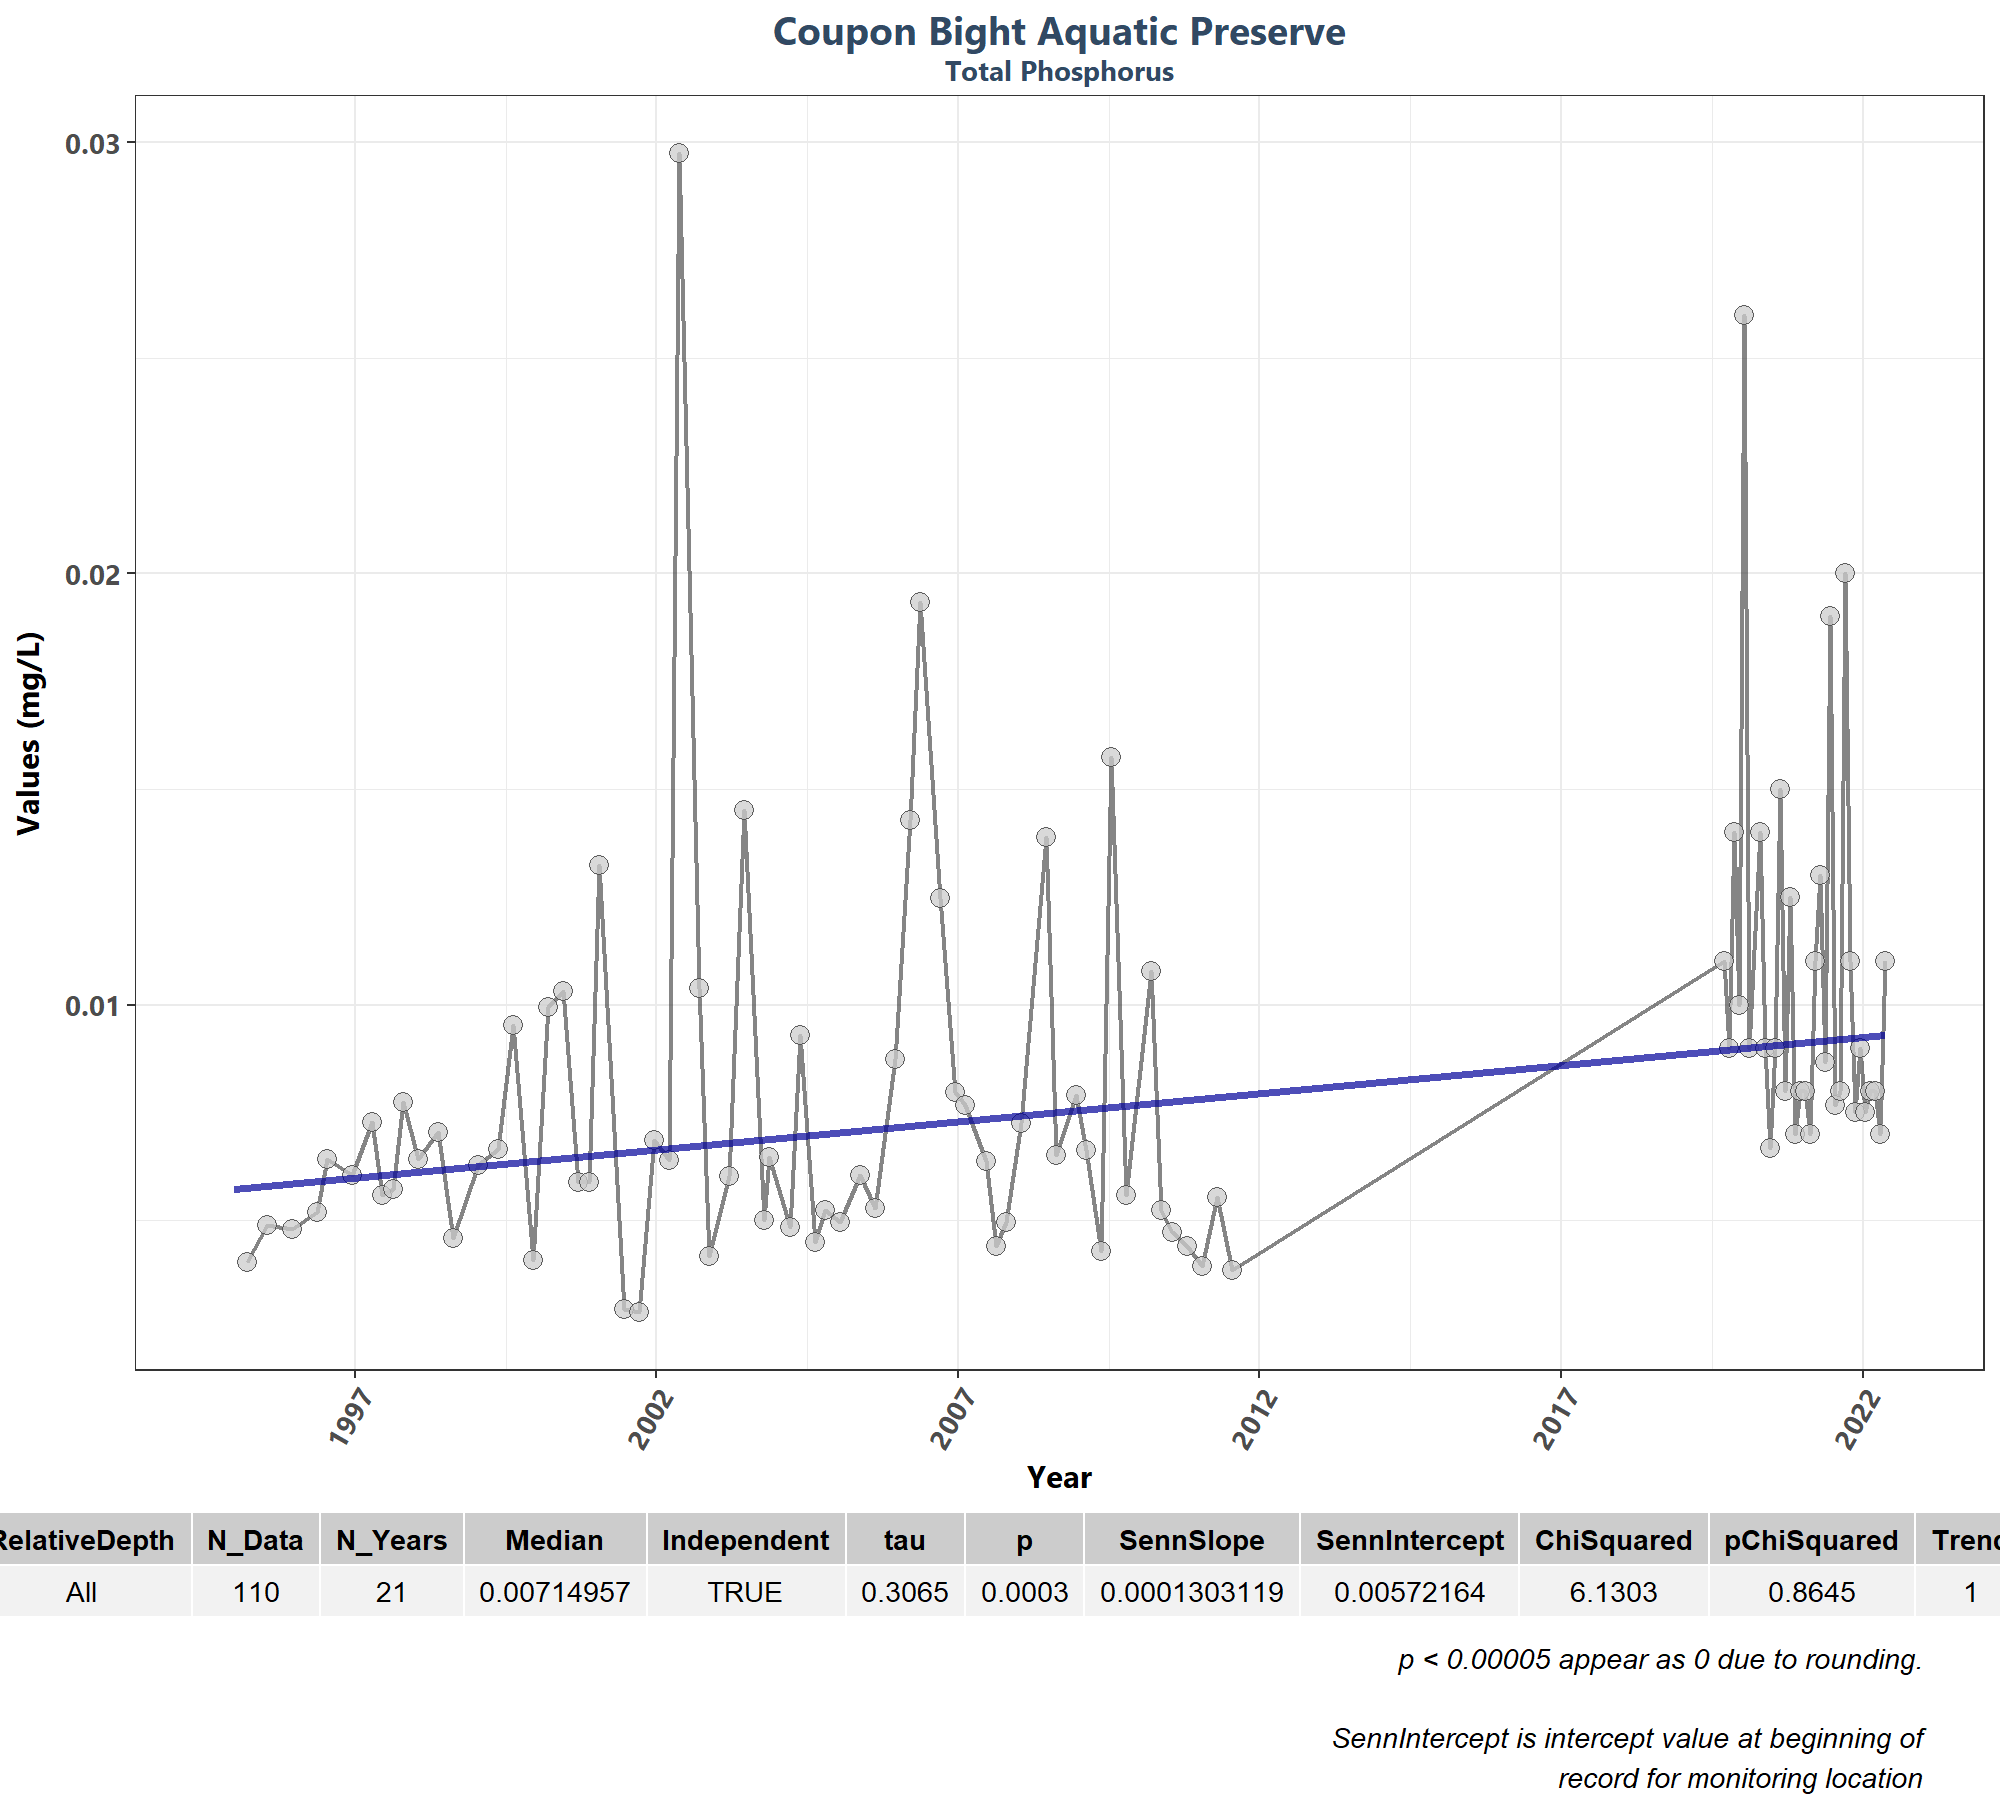 Coupon Bight Aquatic Preserve
Total Phosphorus
0.03
0.02
0.01
Values (mg/L)
1997 2002 2007 2012 2017 2022
Year
RelativeDepth N_Data N_Years Median Independent tau p SennSlope SennIntercept ChiSquared pChiSquared Trend
All 110 21 0.00714957 TRUE 0.3065 0.0003 0.0001303119 0.00572164 6.1303 0.8645 1
p < 0.00005 appear as 0 due to rounding.
SennIntercept is intercept value at beginning of
record for monitoring location